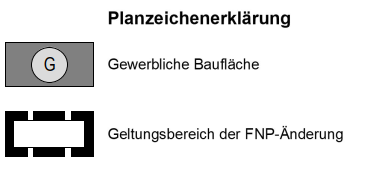 Planzeichenerklärung
G
Gewerbliche Baufläche
Geltungsbereich der FNP-Änderung